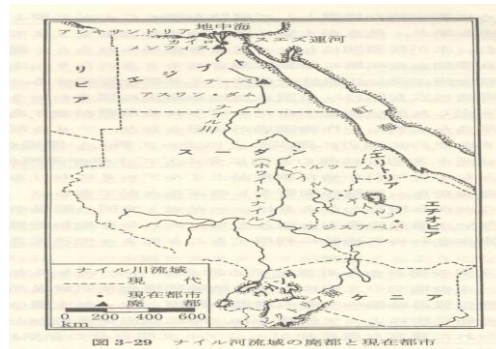 地中海
アレキサンドリア
カイロ
スエズ運河
メンフィス
リビア
エジプト
テーベ
アスワン・ダム
ナイル川
紅海
スーダン
ハルツーム
(ホワイト・ナイル)
エリトリア
アジスアベバ
エチオピア
ウガンダ
ケニア
ナイル川流域
現代
現在都市
廃都
0 200 400 600
km
図 3-29 ナイル河流域の廃都と現在都市